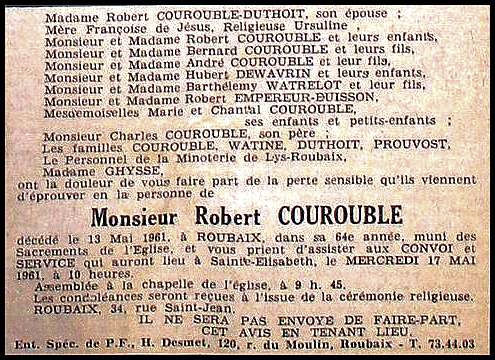 Madame Robert COUROUBLE-DUTHOIT, son épouse ;
Mère Françoise de Jésus, Religieuse Ursuline ,
Monsieur et Madame Robert COUROUBLE et leurs enfants,
Monsieur et Madame Bernard COUROUBLE et leurs fils,
Monsieur et Madame André COUROUBLE et leur fils,
Monsieur et Madame Hubert DEWAVRIN et leurs enfants,
Monsieur et Madame Barthélemy WATRELOT et leur fils,
Monsieur et Madame Robert EMPEREUR-BUISSON,
Mesdemoiselles Marie et Chantal COUROUBLE,
ses enfants et petits-enfants ;
Monsieur Charles COUROUBLE, son père ;
Les familles COUROUBLE, WATINE, DUTHOIT, PROUVOST,
Le Personnel de la Minoterie de Lys-Roubaix,
Madame GHYSSE,
ont la douleur de vous faire part de la perte sensible qu'ils viennent
d'éprouver en la personne de
Monsieur Robert COUROUBLE
décédé le 13 Mai 1961, à ROUBAIX, dans sa 64e année, muni des
Sacrements de l'Eglise, et vous prient d'assister aux CONVOI et
SERVICE qui auront lieu à Sainte-Elisabeth, le MERCREDI 17 MAI
1961, à 10 heures.
Assemblée à la chapelle de l'église, à 9 h. 45.
Les condoléances seront reçues à l'issue de la cérémonie religieuse.
ROUBAIX, 34, rue Saint-Jean.
IL NE SERA PAS ENVOYE DE FAIRE-PART,
CET AVIS EN TENANT LIEU.
Ent. Spéc. de P.F., H. Desmet, 120, r. du Moulin, Roubaix - T. 73.44.03